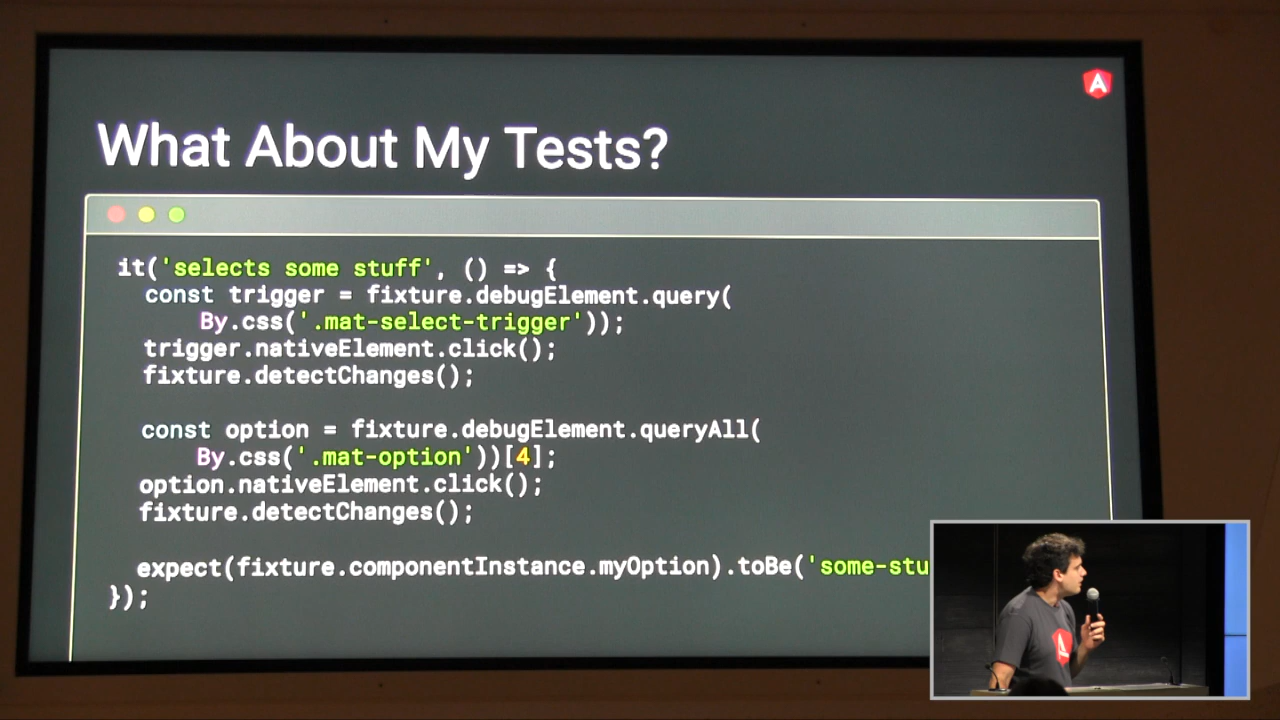 What About My Tests?
it('selects some stuff', () => {
const trigger = fixture.debugElement.query(
By.css('.mat-select-trigger'));
trigger.nativeElement.click();
fixture.detectChanges();
const option = fixture.debugElement.queryAll(
By.css('.mat-option'))[4];
option.nativeElement.click();
fixture.detectChanges();
expect(fixture.componentInstance.myOption).toBe('some-stu
});